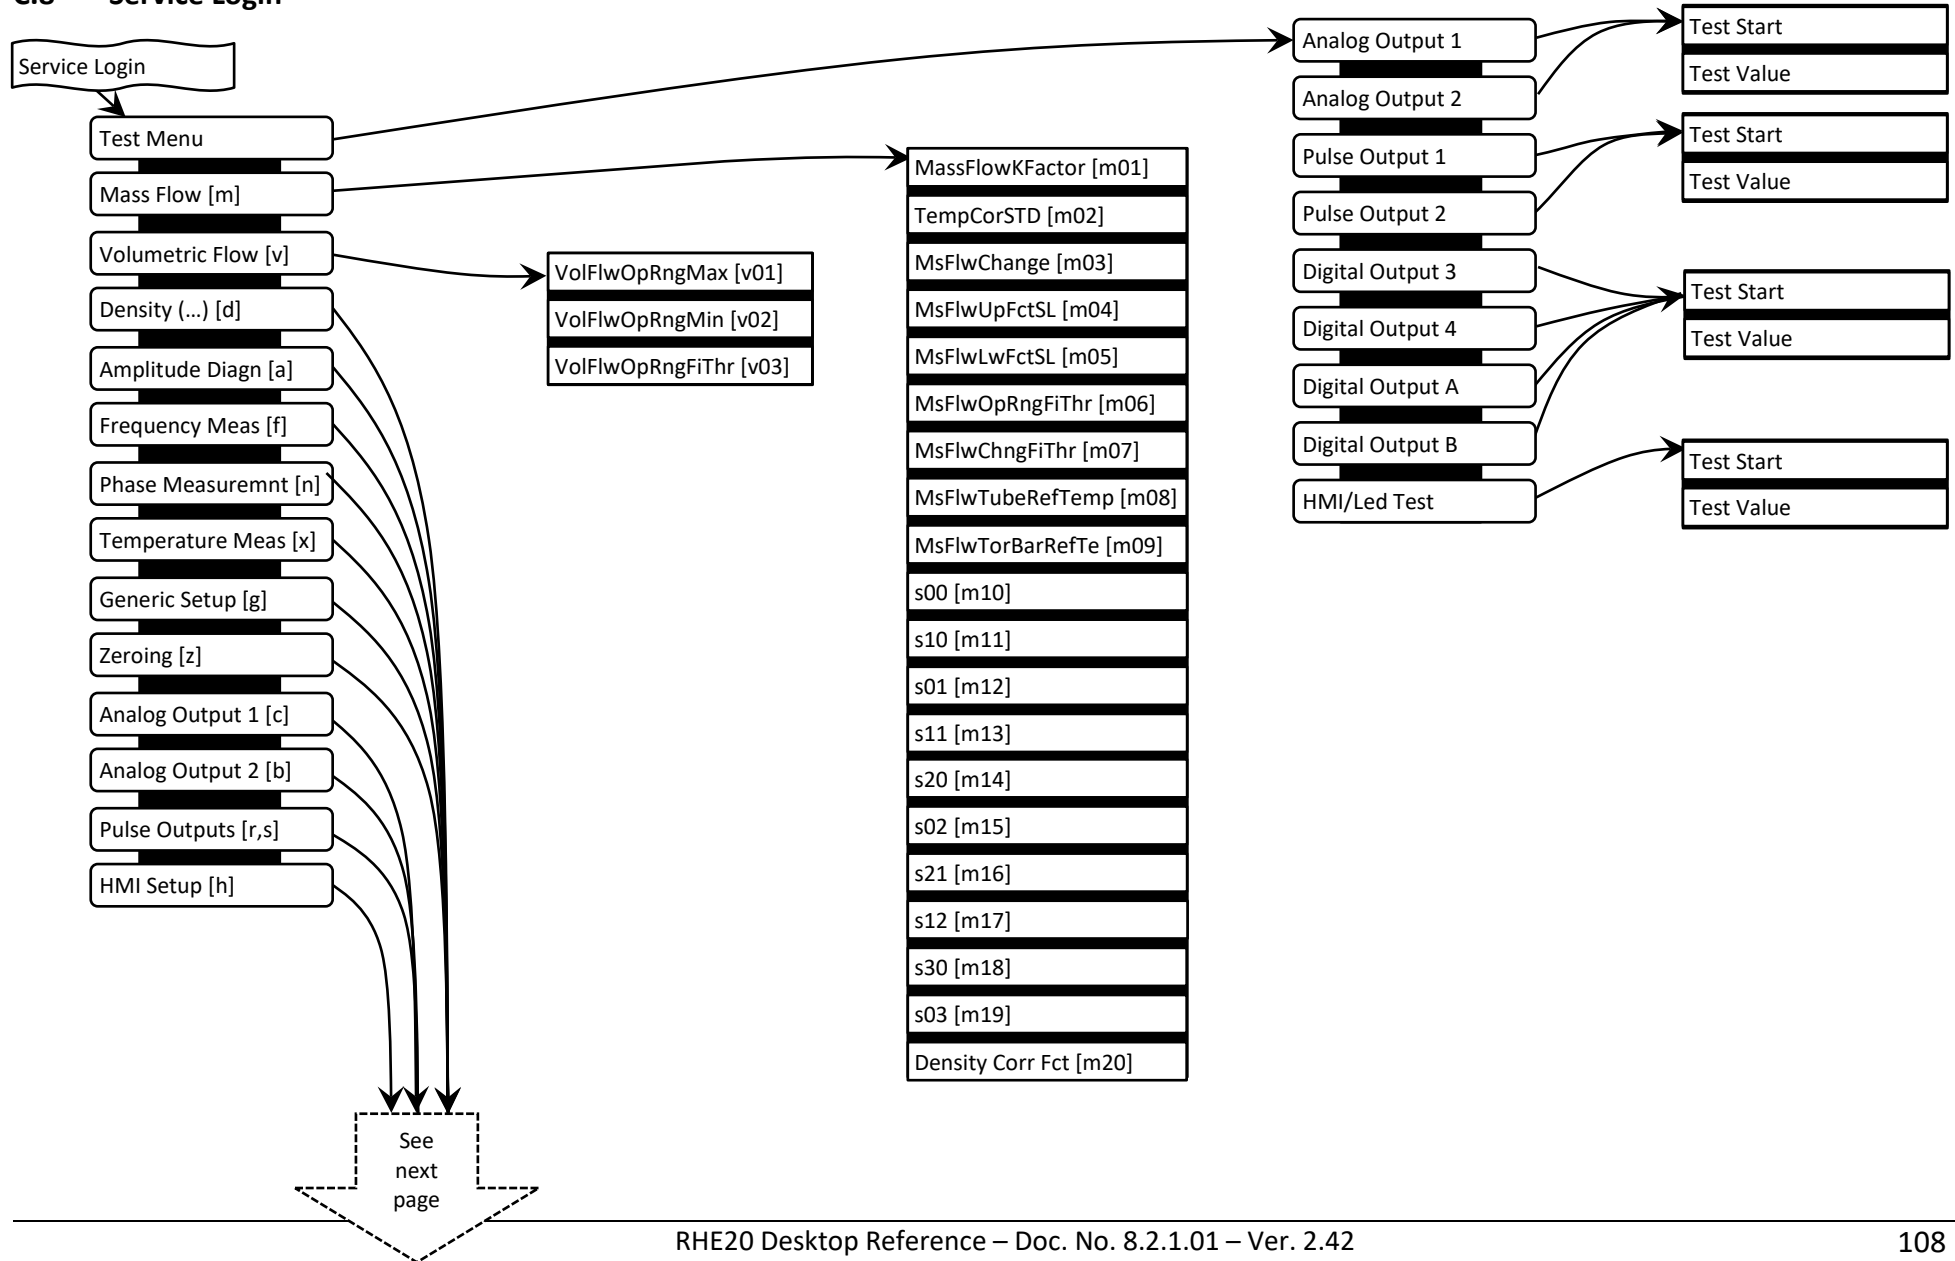 C.8 Service Login
Service Login
Test Menu
Mass Flow [m]
Volumetric Flow [v]
Density (...) [d]
Amplitude Diagn [a]
Frequency Meas [f]
Phase Measuremnt [n]
Temperature Meas [x]
Generic Setup [g]
Zeroing [z]
Analog Output 1 [c]
Analog Output 2 [b]
Pulse Outputs [r,s]
HMI Setup [h]
See
next
page
VolFlwOpRngMax [v01]
VolFlwOpRngMin [v02]
VolFlwOpRngFiThr [v03]
MassFlowKFactor [m01]
TempCorSTD [m02]
MsFlwChange [m03]
MsFlwUpFctSL [m04]
MsFlwLwFctSL [m05]
MsFlwOpRngFiThr [m06]
MsFlwChngFiThr [m07]
MsFlwTubeRefTemp [m08]
MsFlwTorBarRefTe [m09]
s00 [m10]
s10 [m11]
s01 [m12]
s11 [m13]
s20 [m14]
s02 [m15]
s21 [m16]
s12 [m17]
s30 [m18]
s03 [m19]
Density Corr Fct [m20]
Analog Output 1
Analog Output 2
Pulse Output 1
Pulse Output 2
Digital Output 3
Digital Output 4
Digital Output A
Digital Output B
HMI/Led Test
Test Start
Test Value
Test Start
Test Value
Test Start
Test Value
Test Start
Test Value
RHE20 Desktop Reference – Doc. No. 8.2.1.01 – Ver. 2.42
108